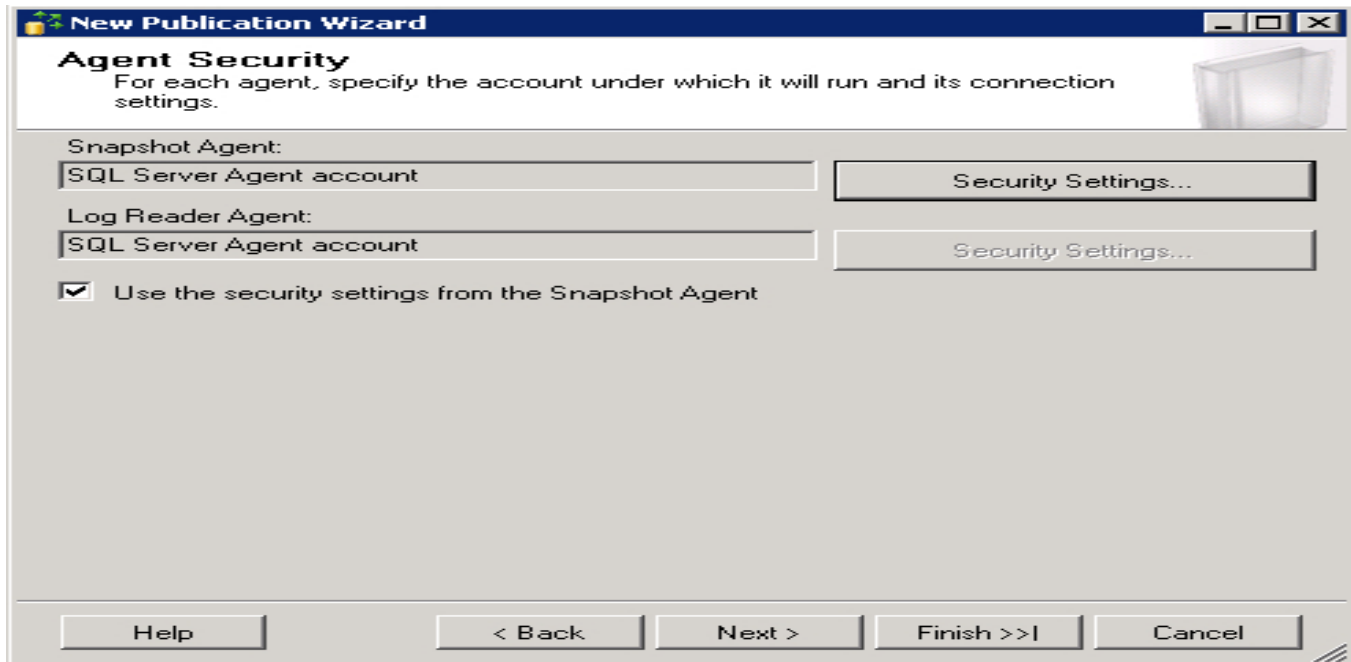 New Publication Wizard
Agent Security
For each agent, specify the account under which it will run and its connection
settings.
Snapshot Agent:
SQL Server Agent account
Security Settings...
Log Reader Agent:
SQL Server Agent account
Security Settings...
Use the security settings from the Snapshot Agent
Help
< Back
Next >
Finish >>|
Cancel